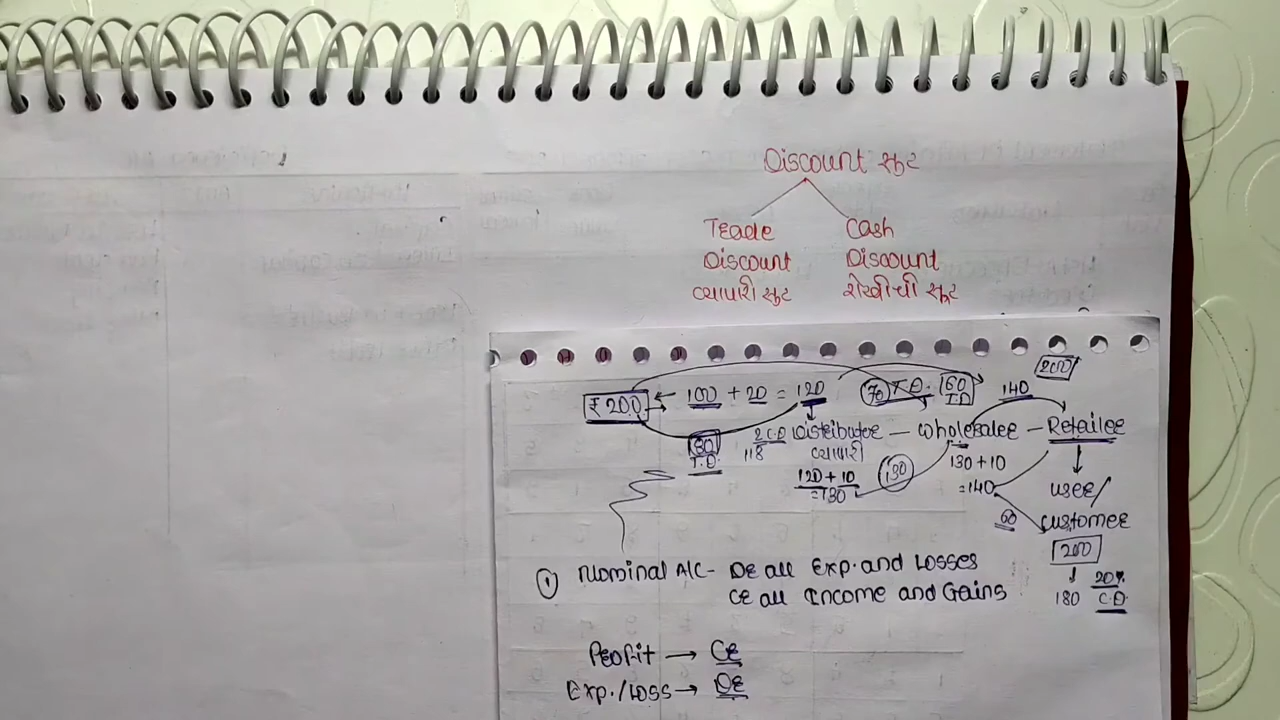 Discount सूट
Trade Cash
Discount Discount
व्यापारी सूट रोखीची सूट
200
₹ 200 100 + 20 = 120 70 T.D. 60 T.D 140
80 T.D. 2 C.D Distributer – Wholesaler – Retailer
118 व्यापारी
120 + 10 = 130 130 130 + 10 = 140
60 user/
customer
200
180 20% C.D.
① Nominal A/C - Dr all Exp. and Losses
Cr all Income and Gains
Profit → Cr
Exp./Loss → Dr